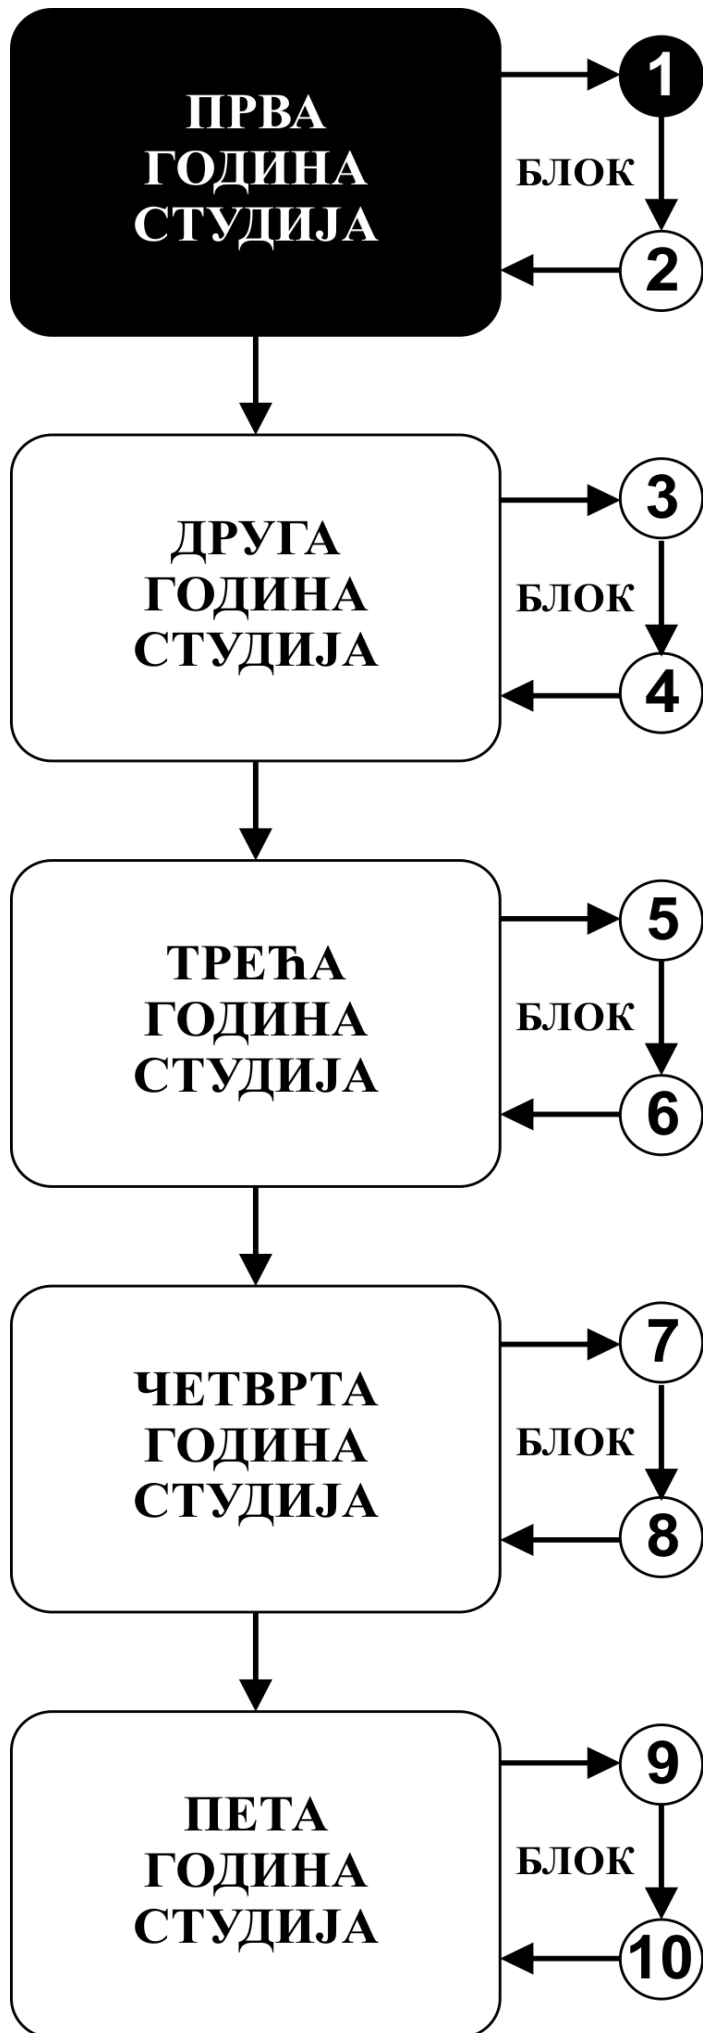 ПРВА
ГОДИНА
СТУДИЈА
1
БЛОК
2
ДРУГА
ГОДИНА
СТУДИЈА
3
БЛОК
4
ТРЕЋА
ГОДИНА
СТУДИЈА
5
БЛОК
6
ЧЕТВРТА
ГОДИНА
СТУДИЈА
7
БЛОК
8
ПЕТА
ГОДИНА
СТУДИЈА
9
БЛОК
10